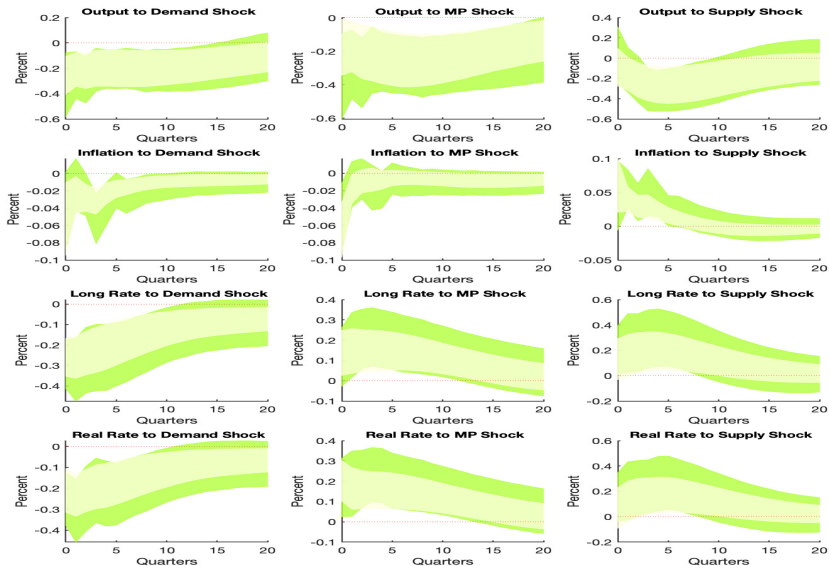 Output to Demand Shock
Output to MP Shock
Output to Supply Shock
0.2
0
-0.2
-0.4
-0.6
Percent
0 5 10 15 20
Quarters
0
-0.2
-0.4
-0.6
Percent
0 5 10 15 20
Quarters
0.4
0.2
0
-0.2
-0.4
-0.6
Percent
0 5 10 15 20
Quarters
Inflation to Demand Shock
Inflation to MP Shock
Inflation to Supply Shock
0
-0.02
-0.04
-0.06
-0.08
-0.1
Percent
0 5 10 15 20
Quarters
0
-0.02
-0.04
-0.06
-0.08
-0.1
Percent
0 5 10 15 20
Quarters
0.1
0.05
0
-0.05
Percent
0 5 10 15 20
Quarters
Long Rate to Demand Shock
Long Rate to MP Shock
Long Rate to Supply Shock
0
-0.1
-0.2
-0.3
-0.4
Percent
0 5 10 15 20
Quarters
0.4
0.3
0.2
0.1
0
-0.1
Percent
0 5 10 15 20
Quarters
0.6
0.4
0.2
0
-0.2
Percent
0 5 10 15 20
Quarters
Real Rate to Demand Shock
Real Rate to MP Shock
Real Rate to Supply Shock
0
-0.1
-0.2
-0.3
-0.4
Percent
0 5 10 15 20
Quarters
0.4
0.3
0.2
0.1
0
-0.1
Percent
0 5 10 15 20
Quarters
0.6
0.4
0.2
0
-0.2
Percent
0 5 10 15 20
Quarters